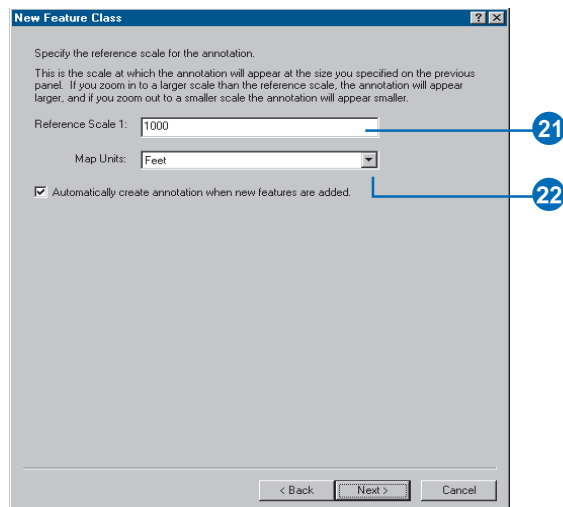 New Feature Class
Specify the reference scale for the annotation.
This is the scale at which the annotation will appear at the size you specified on the previous
panel. If you zoom in to a larger scale than the reference scale, the annotation will appear
larger, and if you zoom out to a smaller scale the annotation will appear smaller.
Reference Scale 1: 1000
21
Map Units: Feet
22
Automatically create annotation when new features are added.
< Back Next > Cancel